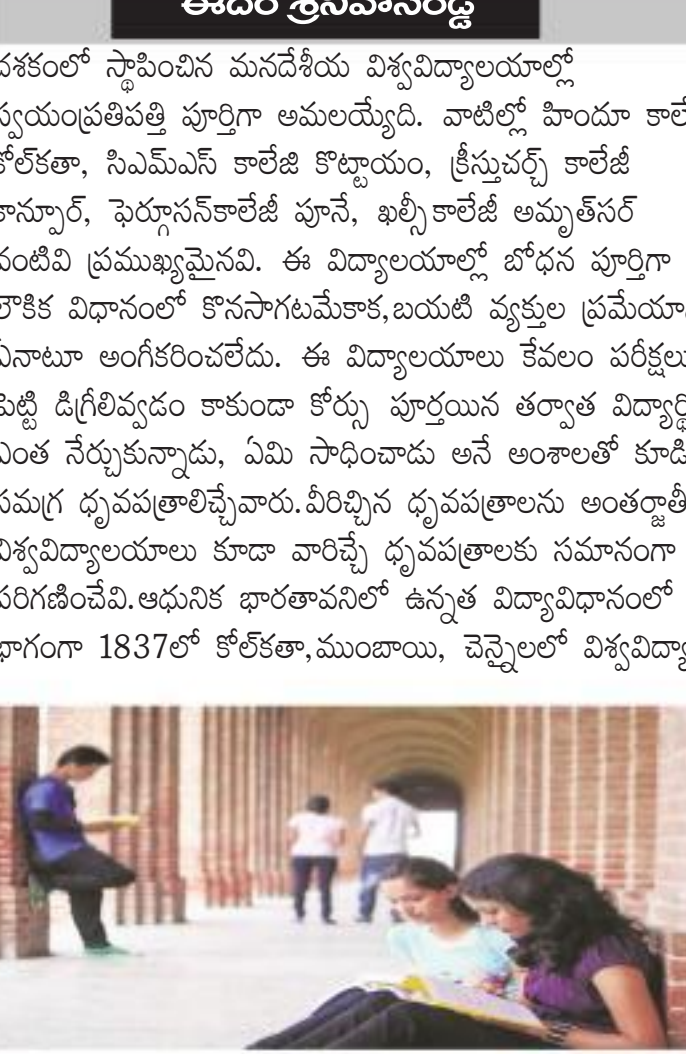 ఈదర శ్రీనివాసరెడ్డి
దశకంలో స్థాపించిన మనదేశీయ విశ్వవిద్యాలయాల్లో
స్వయంప్రతిపత్తి పూర్తిగా అమలయ్యేది. వాటిల్లో హిందూ కాలే
కోల్‌కతా, సిఎమ్‌ఎస్ కాలేజి కొట్టాయం, క్రీస్తుచర్చ్ కాలేజీ
కాన్పూర్, ఫెర్గూసన్‌కాలేజీ పూనే, ఖల్సీకాలేజీ అమృత్‌సర్
వంటివి ప్రముఖ్యమైనవి. ఈ విద్యాలయాల్లో బోధన పూర్తిగా
లౌకిక విధానంలో కొనసాగటమేకాక,బయటి వ్యక్తుల ప్రమేయా
ఏనాటూ అంగీకరించలేదు. ఈ విద్యాలయాలు కేవలం పరీక్షలు
పెట్టి డిగ్రీలివ్వడం కాకుండా కోర్సు పూర్తయిన తర్వాత విద్యార్థి
ఎంత నేర్చుకున్నాడు, ఏమి సాధించాడు అనే అంశాలతో కూడి
సమగ్ర ధృవపత్రాలిచ్చేవారు.వీరిచ్చిన ధృవపత్రాలను అంతర్జాతీ
విశ్వవిద్యాలయాలు కూడా వారిచ్చే ధృవపత్రాలకు సమానంగా
పరిగణించేవి.ఆధునిక భారతావనిలో ఉన్నత విద్యావిధానంలో
భాగంగా 1837లో కోల్‌కతా,ముంబాయి, చెన్నైలలో విశ్వవిద్యా